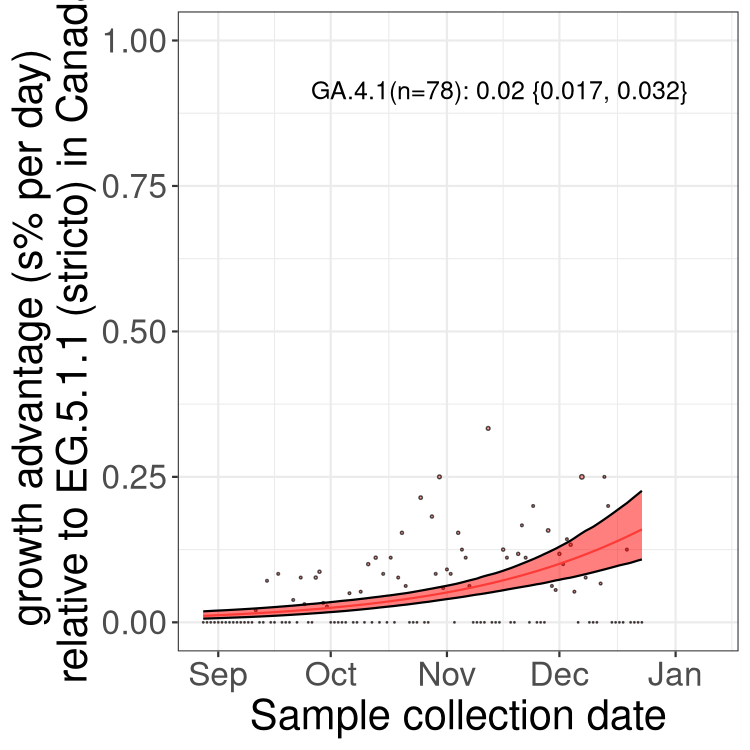 growth advantage (s% per day)
relative to EG.5.1.1 (stricto) in Canada
1.00
0.75
0.50
0.25
0.00
GA.4.1(n=78): 0.02 {0.017, 0.032}
Sep Oct Nov Dec Jan
Sample collection date